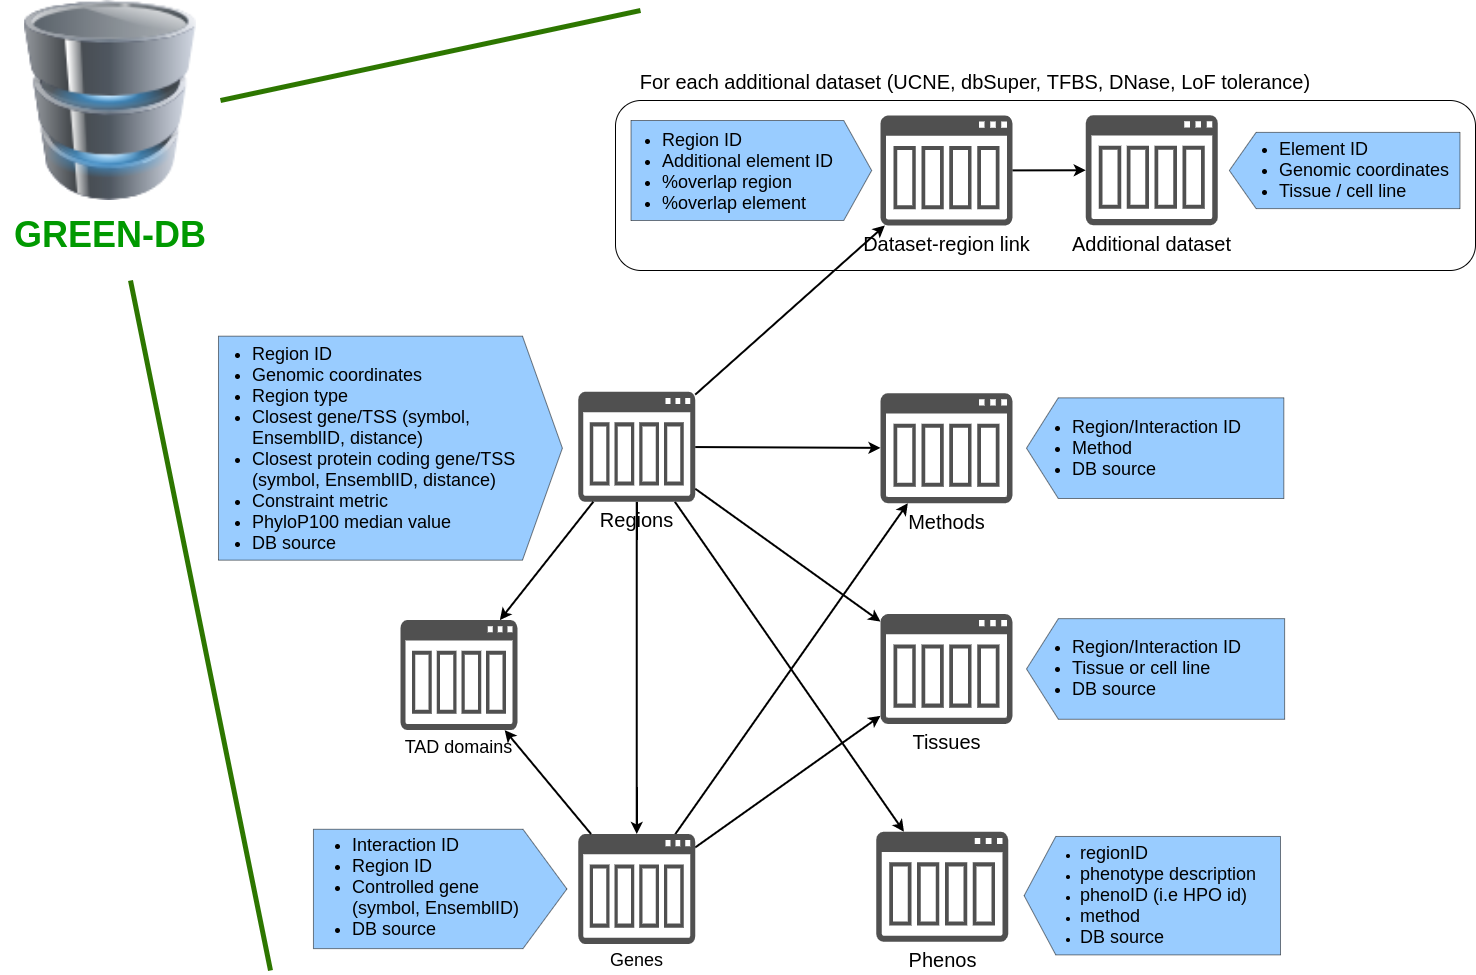 GREEN-DB
For each additional dataset (UCNE, dbSuper, TFBS, DNase, LoF tolerance)
• Region ID
• Additional element ID
• %overlap region
• %overlap element
Dataset-region link
Additional dataset
• Element ID
• Genomic coordinates
• Tissue / cell line
• Region ID
• Genomic coordinates
• Region type
• Closest gene/TSS (symbol,
EnsemblID, distance)
• Closest protein coding gene/TSS
(symbol, EnsemblID, distance)
• Constraint metric
• PhyloP100 median value
• DB source
Regions
Methods
• Region/Interaction ID
• Method
• DB source
TAD domains
Tissues
• Region/Interaction ID
• Tissue or cell line
• DB source
• Interaction ID
• Region ID
• Controlled gene
(symbol, EnsemblID)
• DB source
Genes
Phenos
• regionID
• phenotype description
• phenoID (i.e HPO id)
• method
• DB source